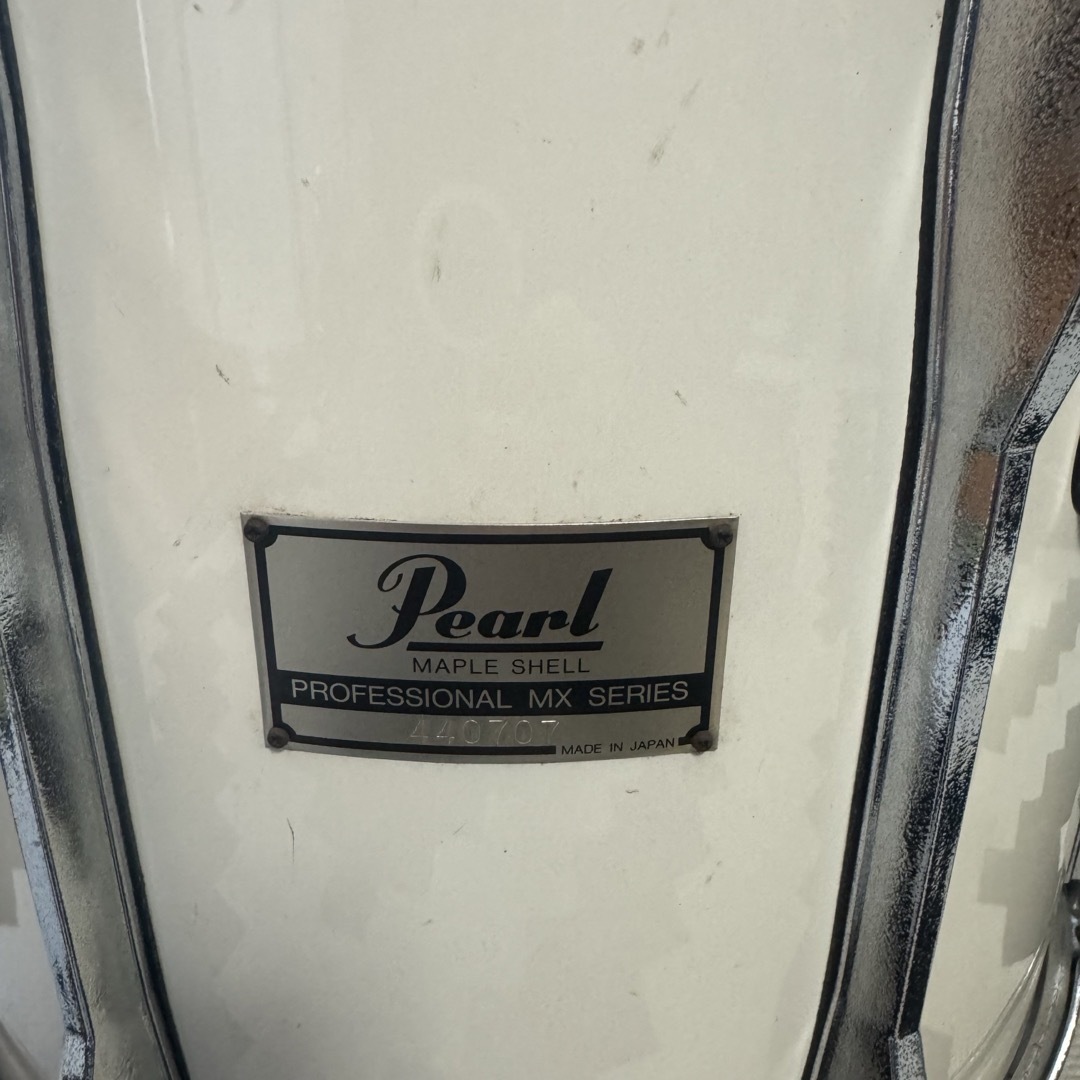 Pearl
MAPLE SHELL
PROFESSIONAL MX SERIES
440707
MADE IN JAPAN